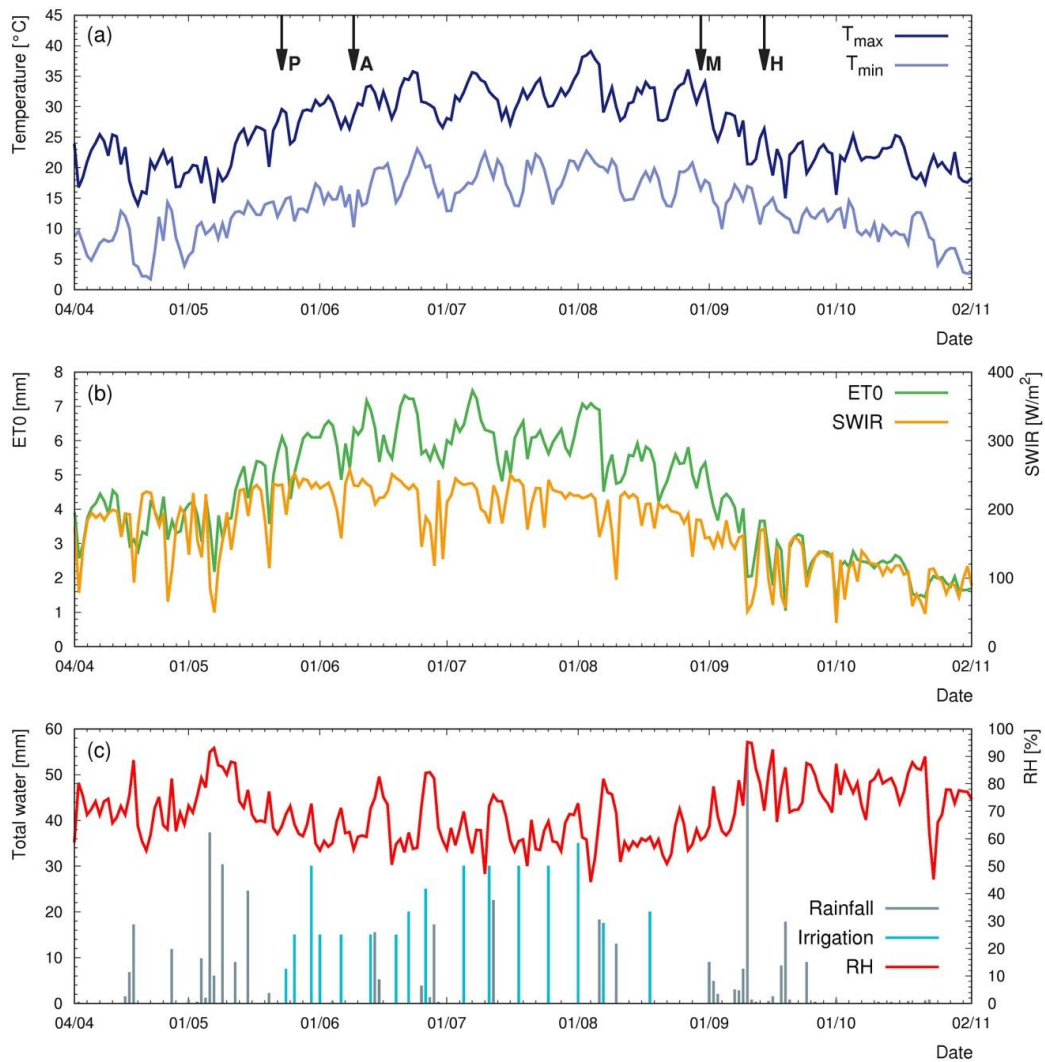 (a)
P
A
M
H
T_max
T_min
Temperature [°C]
45
40
35
30
25
20
15
10
5
0
04/04 01/05 01/06 01/07 01/08 01/09 01/10 02/11
Date
(b)
ET0
SWIR
ET0 [mm]
8
7
6
5
4
3
2
1
0
SWIR [W/m²]
400
300
200
100
0
04/04 01/05 01/06 01/07 01/08 01/09 01/10 02/11
Date
(c)
Rainfall
Irrigation
RH
Total water [mm]
60
50
40
30
20
10
0
RH [%]
100
90
80
70
60
50
40
30
20
10
0
04/04 01/05 01/06 01/07 01/08 01/09 01/10 02/11
Date